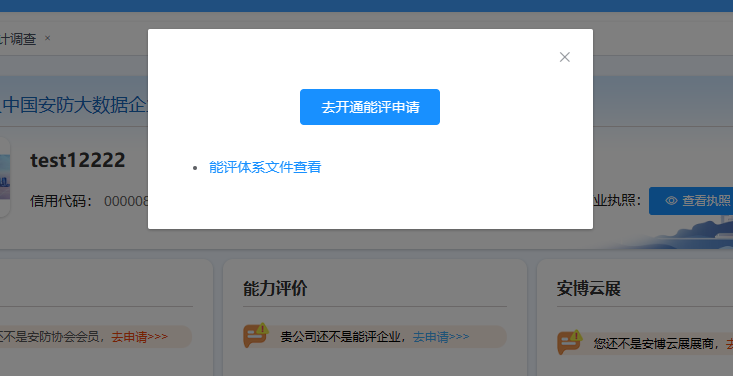 计调查 ×
中国安防大数据企
去开通能评申请
能评体系文件查看
test12222
信用代码： 000008
业执照： 查看执照
能力评价
安博云展
还不是安防协会会员，去申请>>>
贵公司还不是能评企业，去申请>>>
您还不是安博云展展商，去